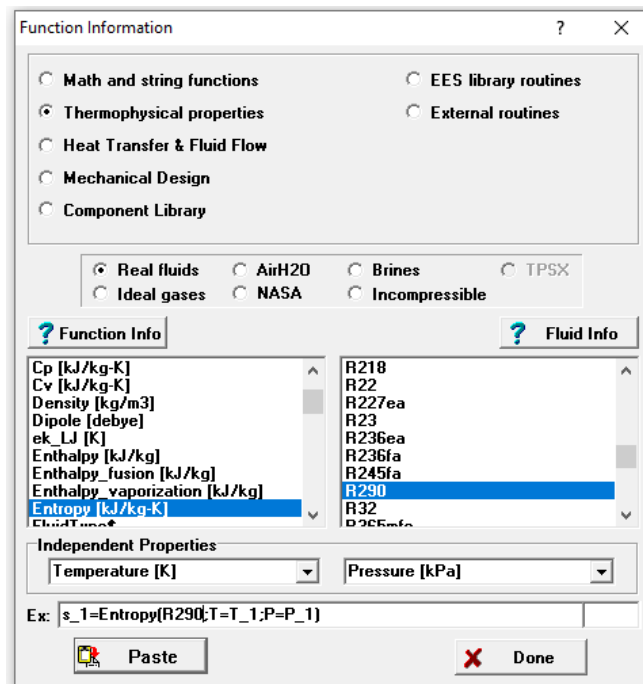 Function Information ?
Math and string functions
Thermophysical properties
Heat Transfer & Fluid Flow
Mechanical Design
Component Library
EES library routines
External routines
Real fluids AirH2O Brines TPSX
Ideal gases NASA Incompressible
? Function Info
? Fluid Info
Cp [kJ/kg-K]
Cv [kJ/kg-K]
Density [kg/m3]
Dipole [debye]
ek_LJ [K]
Enthalpy [kJ/kg]
Enthalpy_fusion [kJ/kg]
Enthalpy_vaporization [kJ/kg]
Entropy [kJ/kg-K]
R218
R22
R227ea
R23
R236ea
R236fa
R245fa
R290
R32
R365mfc
Independent Properties
Temperature [K]
Pressure [kPa]
Ex: s_1=Entropy(R290;T=T_1;P=P_1)
Paste
Done